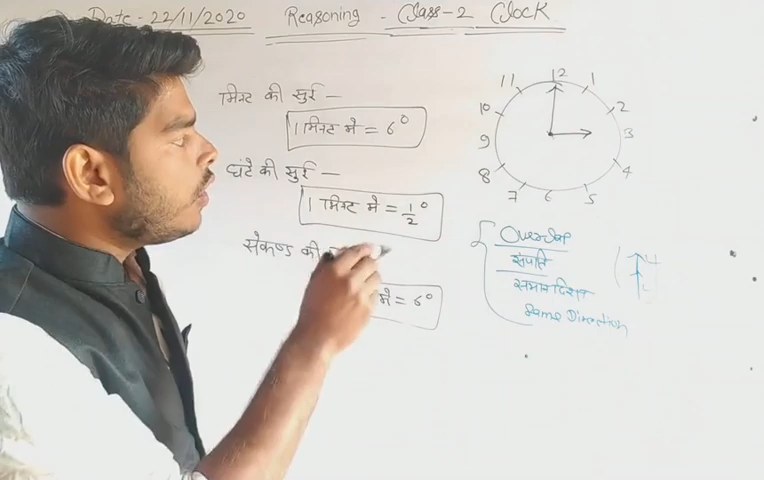 Date - 22/11/2020 Reasoning - Class-2 Clock
मिनट की सुई —
1 मिनट मे = 6°
घंटे की सुई —
1 मिनट मे = 1/2°
सेकण्ड की
मे = 6°
12
1
2
3
4
5
6
7
8
9
10
11
Overlap
संपाति
समान दिशा
Same Direction